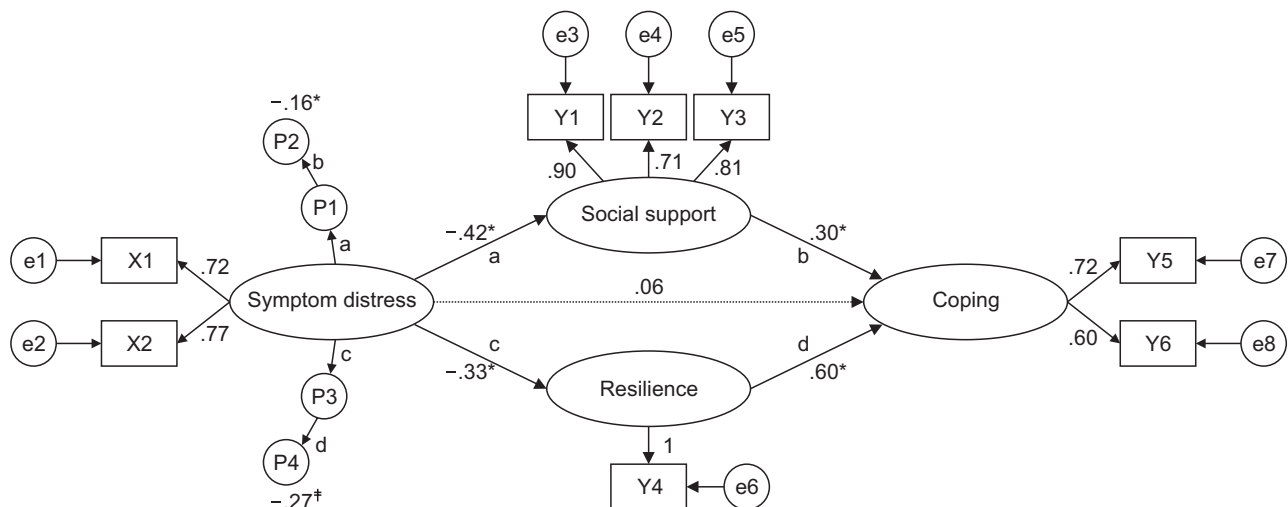 e3
e4
e5
Y1
Y2
Y3
−.16*
P2
b
P1
a
.90
.71
.81
Social support
−.42*
a
.30*
b
e1
X1
.72
Symptom distress
.06
Coping
.72
Y5
e7
e2
X2
.77
.60
Y6
e8
c
P3
d
P4
−.27ǂ
c
−.33*
Resilience
d
.60*
1
Y4
e6